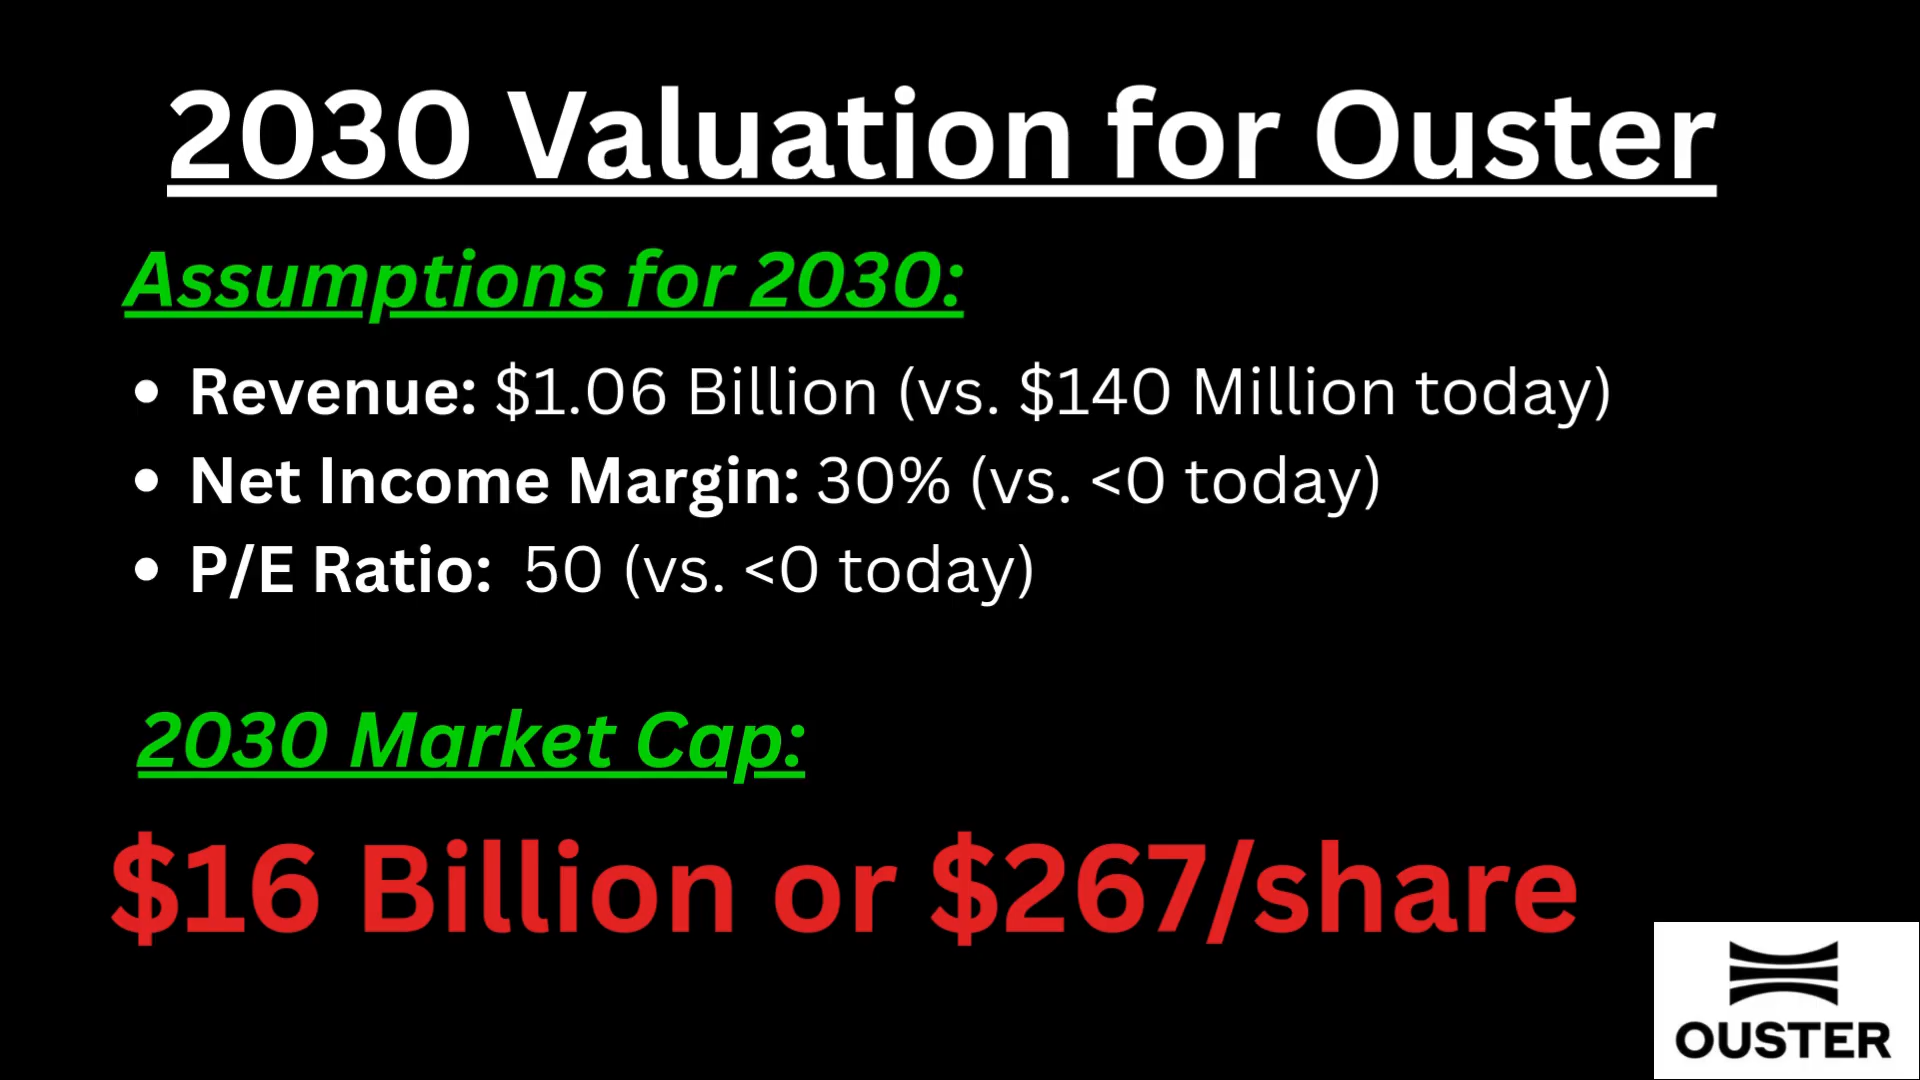 2030 Valuation for Ouster
Assumptions for 2030:
• Revenue: $1.06 Billion (vs. $140 Million today)
• Net Income Margin: 30% (vs. <0 today)
• P/E Ratio: 50 (vs. <0 today)
2030 Market Cap:
$16 Billion or $267/share
OUSTER